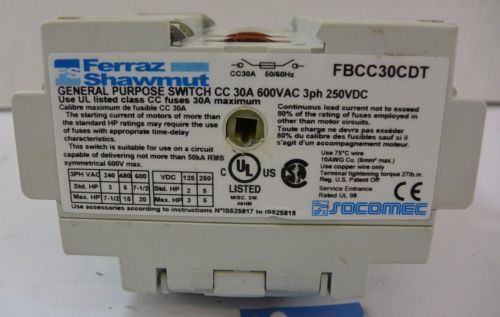 Ferraz
Shawmut
FS
CC30A 50/60Hz
FBCC30CDT
GENERAL PURPOSE SWITCH CC 30A 600VAC 3ph 250VDC
Use UL listed class CC fuses 30A maximum
Calibre maximum de fusible CC 30A
The starting current of motors of more than
the standard HP ratings may require the use
of fuses with appropriate time-delay
characteristics.
This switch is suitable for use on a circuit
capable of delivering not more than 50kA RMS
symmetrical 600V max.
Continuous load current not to exceed
80% of the rating of fuses employed in
other than motor circuits.
Toute charge ne devra pas excéder
80% du calibre des fusibles sauf si il
s'agit d'un accompagnement moteur.
3PH VAC 240 480 600
Std. HP 3 5 7-1/2
Max. HP 7-1/2 15 20
VDC 125 250
Std. HP 2 5
Max. HP 3 5
C UL US
LISTED
MISC. SW.
46HM
Use 75°C wire
10AWG Cu. (6mm² max.)
Use copper wire only
Terminal tightening torque 27lb.in.
Reg. U.S. Patent Off
Service Entrance
Rated UL 98
socomec
Use accessories according to instructions N°IS525817 to IS525818